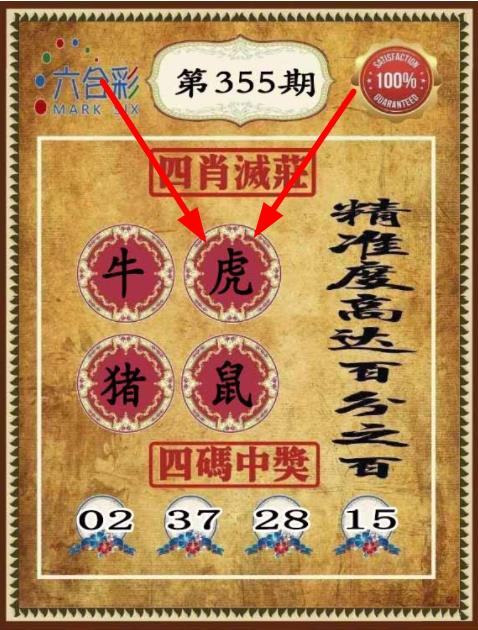 六合彩
MARK SIX
第355期
SATISFACTION
100%
GUARANTEED
四肖滅莊
牛
虎
猪
鼠
精准度高达百分之百
四碼中獎
02 37 28 15